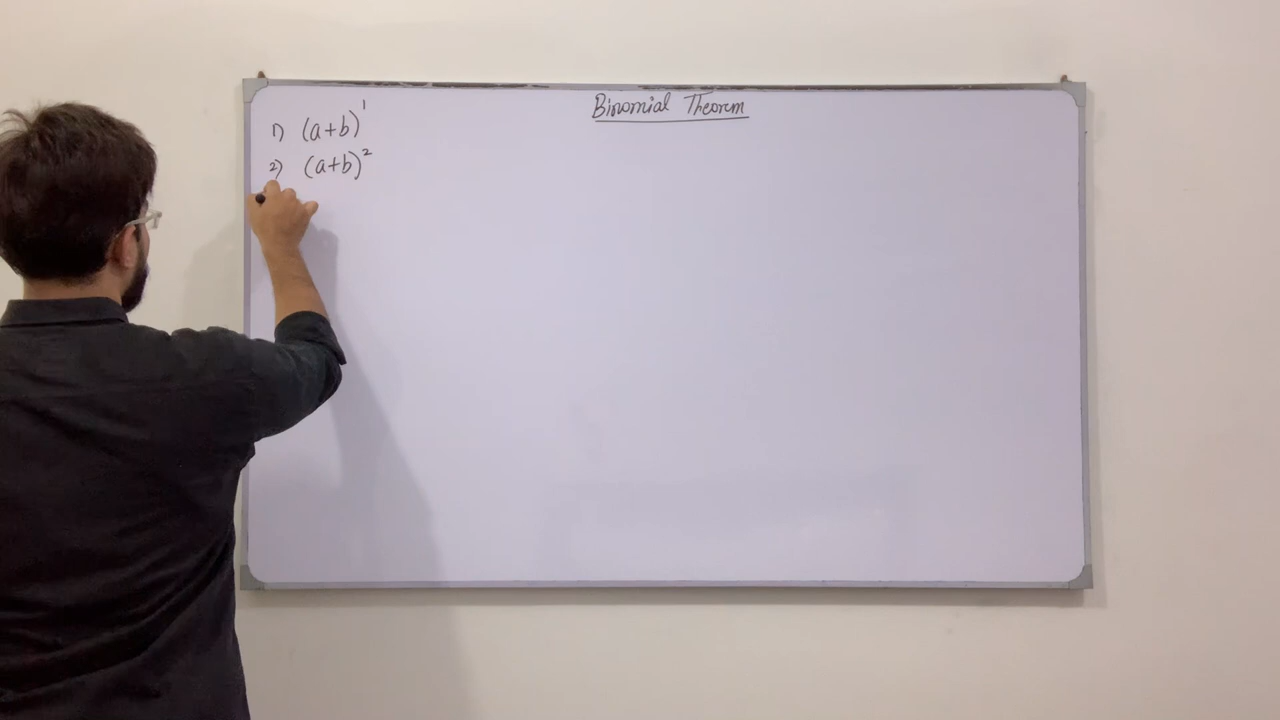 Binomial Theorem
1) (a+b)¹
2) (a+b)²